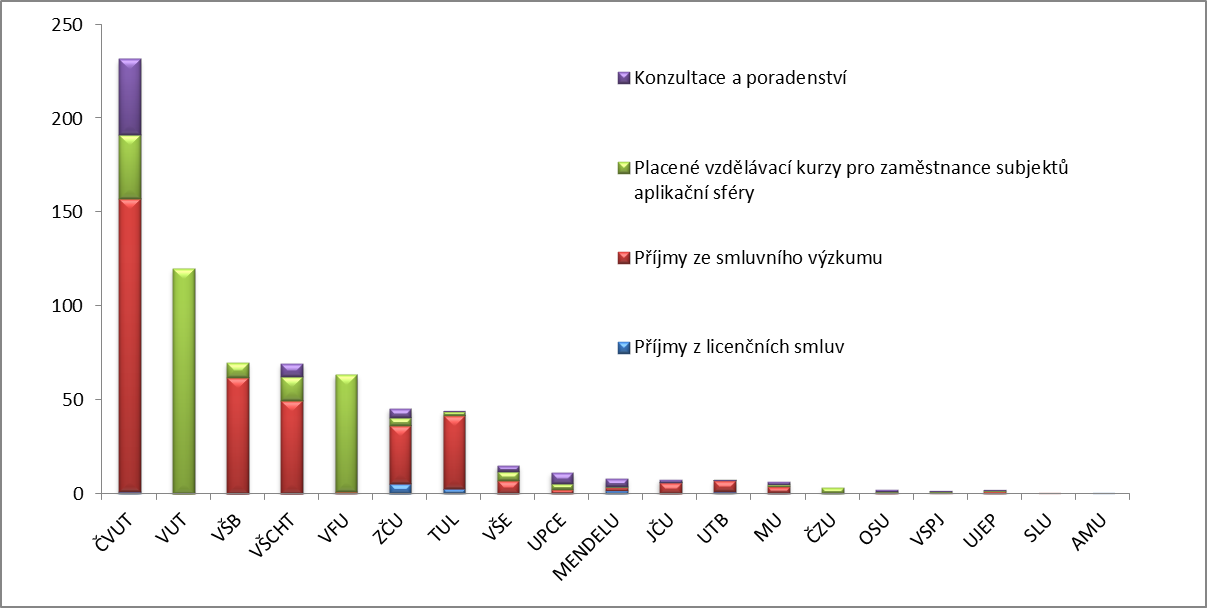 250
200
150
100
50
0
Konzultace a poradenství
Placené vzdělávací kurzy pro zaměstnance subjektů
aplikační sféry
Příjmy ze smluvního výzkumu
Příjmy z licenčních smluv
ČVUT
VUT
VŠB
VŠCHT
VFU
ZČU
TUL
VŠE
UPCE
MENDELU
JČU
UTB
MU
ČZU
OSU
VSPJ
UJEP
SLU
AMU